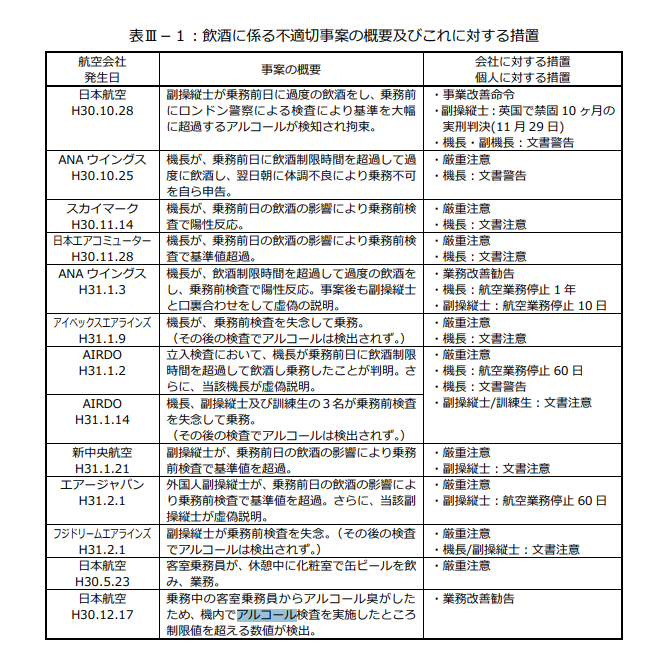 表Ⅲ－１：飲酒に係る不適切事案の概要及びこれに対する措置
航空会社
発生日
事案の概要
会社に対する措置
個人に対する措置
日本航空
H30.10.28
副操縦士が乗務前日に過度の飲酒をし、乗務前
にロンドン警察による検査により基準を大幅
に超過するアルコールが検知され拘束。
・事業改善命令
・副操縦士：英国で禁固 10 ヶ月の
実刑判決(11 月 29 日)
・機長・副機長：文書警告
ANA ウイングス
H30.10.25
機長が、乗務前日に飲酒制限時間を超過して過
度に飲酒し、翌日朝に体調不良により乗務不可
を自ら申告。
・厳重注意
・機長：文書警告
スカイマーク
H30.11.14
機長が、乗務前日の飲酒の影響により乗務前検
査で陽性反応。
・厳重注意
・機長：文書注意
日本エアコミューター
H30.11.28
機長が、乗務前日の飲酒の影響により乗務前検
査で基準値超過。
・厳重注意
・機長：文書注意
ANA ウイングス
H31.1.3
機長が、飲酒制限時間を超過して過度の飲酒を
し、乗務前検査で陽性反応。事案後も副操縦士
と口裏合わせをして虚偽の説明。
・業務改善勧告
・機長：航空業務停止 1 年
・副操縦士：航空業務停止 10 日
アイベックスエアラインズ
H31.1.9
機長が、乗務前検査を失念して乗務。
（その後の検査でアルコールは検出されず。）
・厳重注意
・機長：文書注意
AIRDO
H31.1.2
立入検査において、機長が乗務前日に飲酒制限
時間を超過して飲酒し乗務したことが判明。さ
らに、当該機長が虚偽説明。
・厳重注意
・機長：航空業務停止 60 日
・機長：文書警告
・副操縦士/訓練生：文書注意
AIRDO
H31.1.14
機長、副操縦士及び訓練生の３名が乗務前検査
を失念して乗務。
（その後の検査でアルコールは検出されず。）
新中央航空
H31.1.21
副操縦士が、乗務前日の飲酒の影響により乗務
前検査で基準値を超過。
・厳重注意
・副操縦士：文書注意
エアージャパン
H31.2.1
外国人副操縦士が、乗務前日の飲酒の影響によ
り乗務前検査で基準値を超過。さらに、当該副
操縦士が虚偽説明。
・厳重注意
・副操縦士：航空業務停止 60 日
フジドリームエアラインズ
H31.2.1
副操縦士が乗務前検査を失念。（その後の検査
でアルコールは検出されず。）
・厳重注意
・機長/副操縦士：文書注意
日本航空
H30.5.23
客室乗務員が、休憩中に化粧室で缶ビールを飲
み、業務。
・厳重注意
日本航空
H30.12.17
乗務中の客室乗務員からアルコール臭がした
ため、機内でアルコール検査を実施したところ
制限値を超える数値が検出。
・業務改善勧告